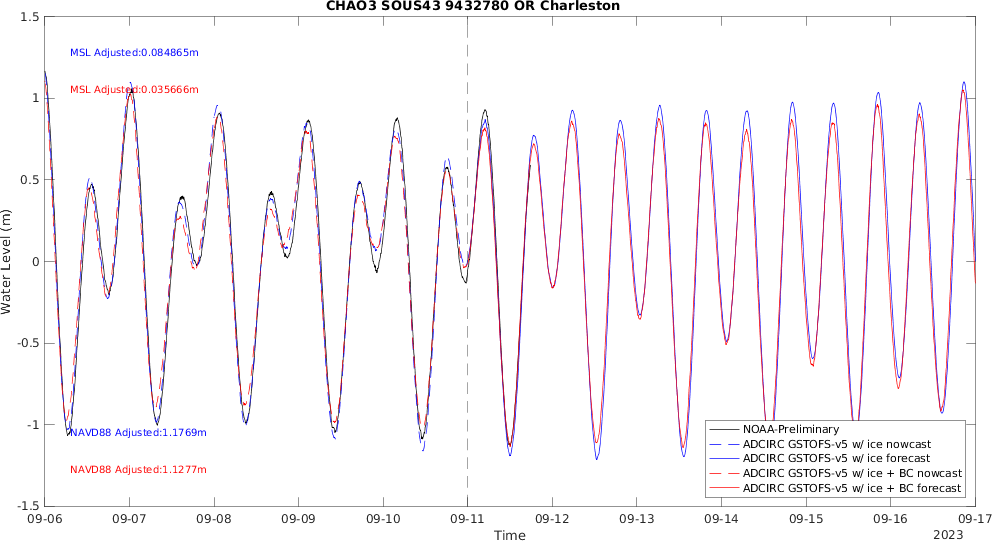 CHAO3 SOUS43 9432780 OR Charleston
1.5
MSL Adjusted:0.084865m
MSL Adjusted:0.035666m
1
0.5
Water Level (m)
0
-0.5
-1
NAVD88 Adjusted:1.1769m
NAVD88 Adjusted:1.1277m
-1.5
NOAA-Preliminary
ADCIRC GSTOFS-v5 w/ ice nowcast
ADCIRC GSTOFS-v5 w/ ice forecast
ADCIRC GSTOFS-v5 w/ ice + BC nowcast
ADCIRC GSTOFS-v5 w/ ice + BC forecast
09-06 09-07 09-08 09-09 09-10 09-11 09-12 09-13 09-14 09-15 09-16 09-17
Time
2023